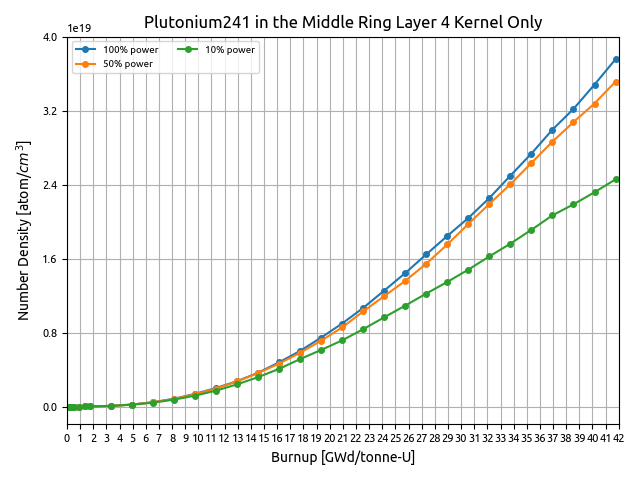 Plutonium241 in the Middle Ring Layer 4 Kernel Only
1e19
100% power
50% power
10% power
4.0
3.2
2.4
1.6
0.8
0.0
Number Density [atom/cm³]
0 1 2 3 4 5 6 7 8 9 10 11 12 13 14 15 16 17 18 19 20 21 22 23 24 25 26 27 28 29 30 31 32 33 34 35 36 37 38 39 40 41 42
Burnup [GWd/tonne-U]